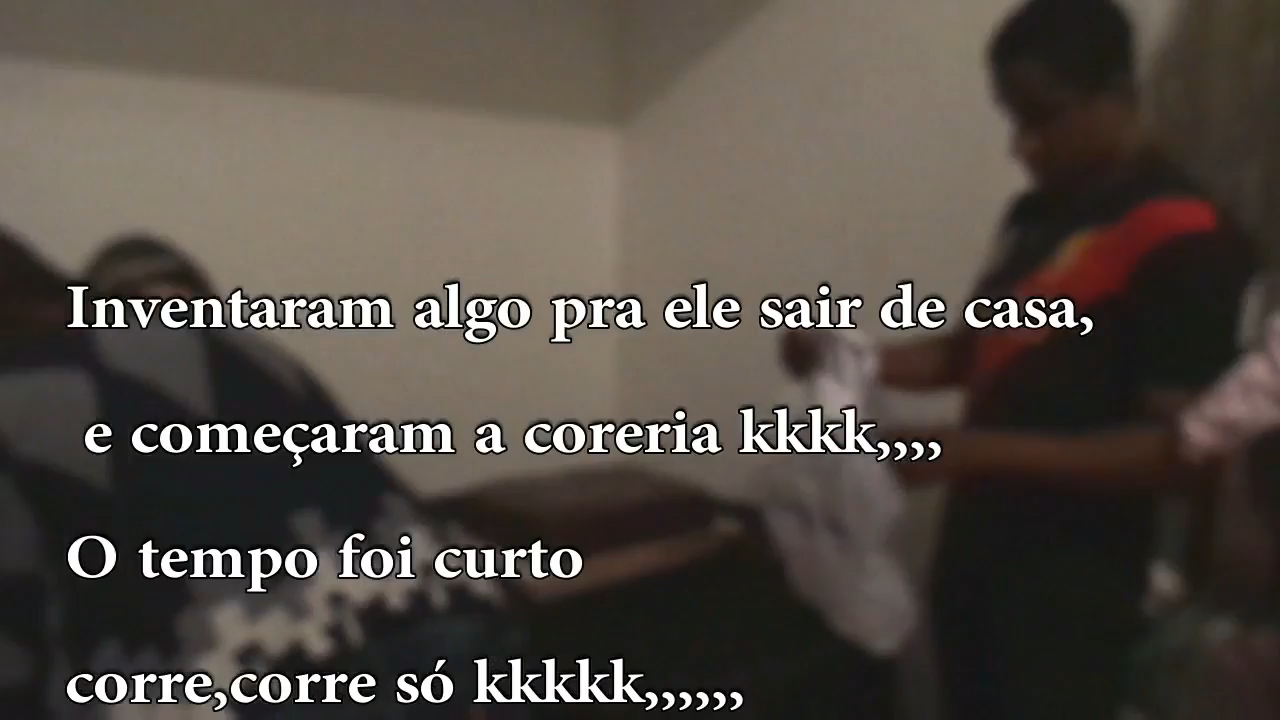 Inventaram algo pra ele sair de casa,
e começaram a coreria kkkk,,,,
O tempo foi curto
corre,corre só kkkkk,,,,,,